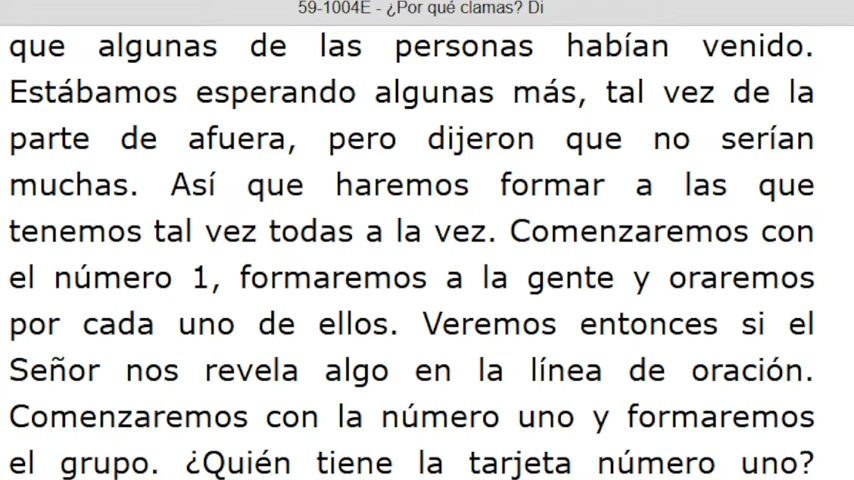 59-1004E - ¿Por qué clamas? Di
que algunas de las personas habían venido.
Estábamos esperando algunas más, tal vez de la
parte de afuera, pero dijeron que no serían
muchas. Así que haremos formar a las que
tenemos tal vez todas a la vez. Comenzaremos con
el número 1, formaremos a la gente y oraremos
por cada uno de ellos. Veremos entonces si el
Señor nos revela algo en la línea de oración.
Comenzaremos con la número uno y formaremos
el grupo. ¿Quién tiene la tarjeta número uno?